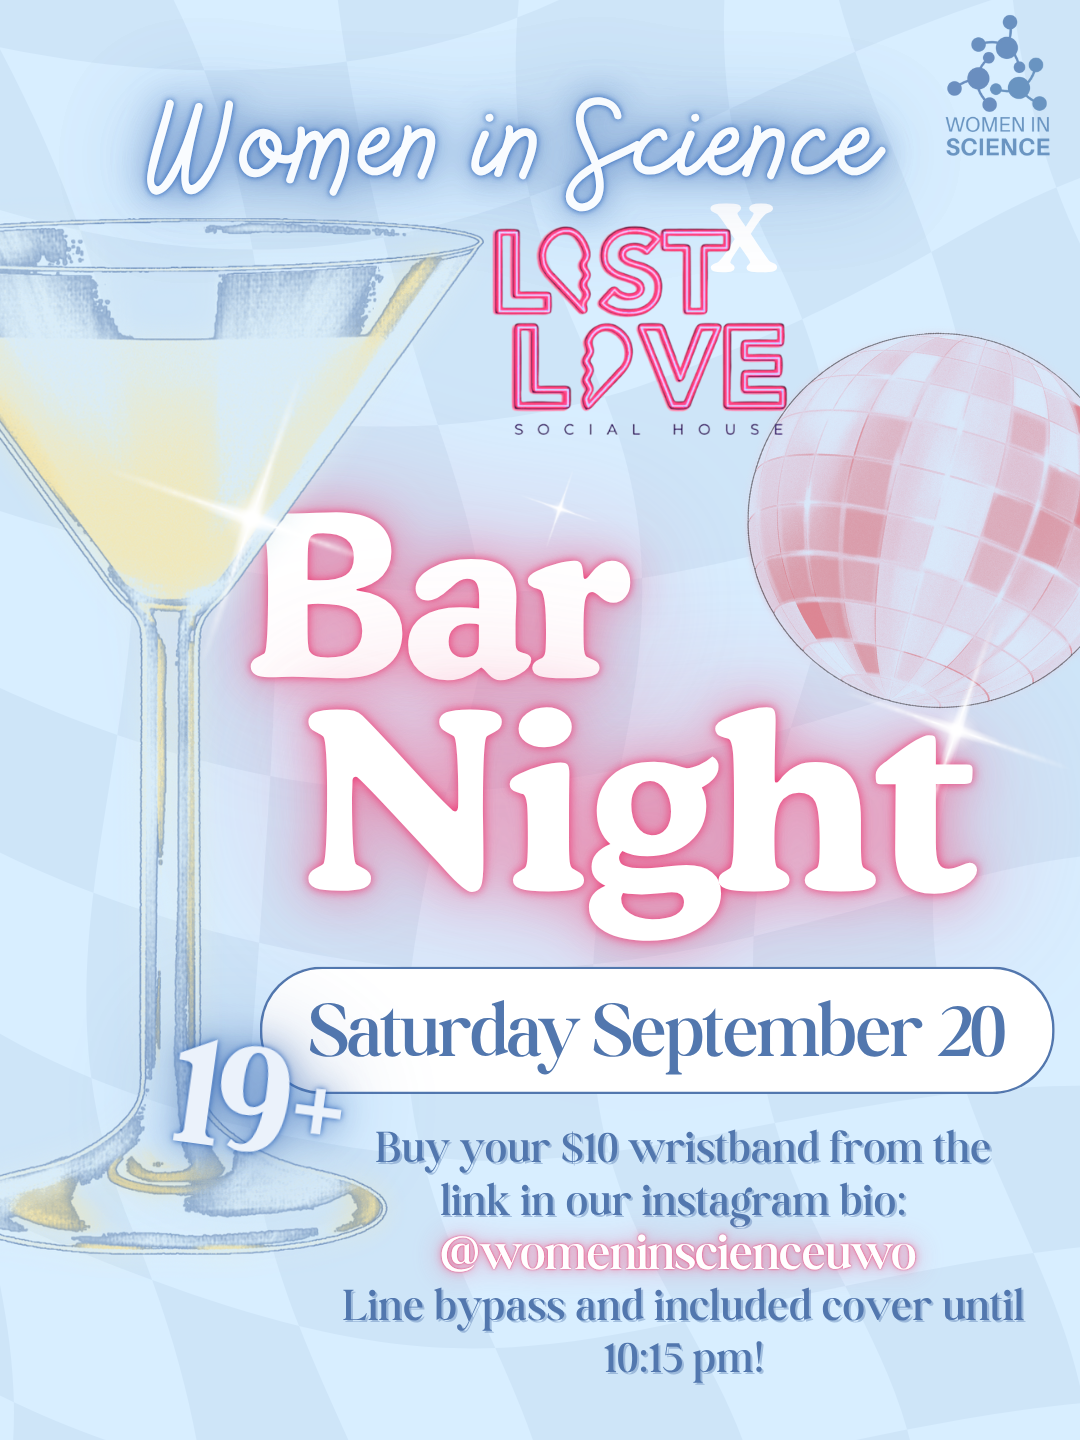 Women in Science
WOMEN IN
SCIENCE
X
LOST
LOVE
SOCIAL HOUSE
Bar
Night
Saturday September 20
19+
Buy your $10 wristband from the
link in our instagram bio:
@womeninscienceuwo
Line bypass and included cover until
10:15 pm!